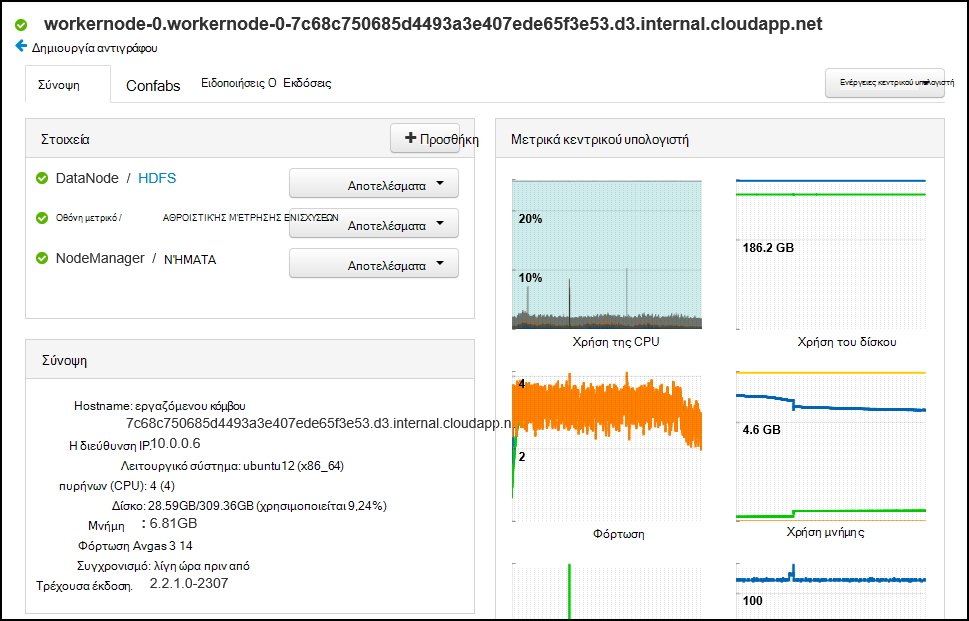 workernode-0.workernode-0-7c68c750685d4493a3e407ede65f3e53.d3.internal.cloudapp.net
Δημιουργία αντιγράφου
Σύνοψη Confabs Ειδοποιήσεις 0 Εκδόσεις
Ενέργειες κεντρικού υπολογιστή
Στοιχεία
Προσθήκη
DataNode / HDFS
Αποτελέσματα
Οθόνη μετρικό / ΑΘΡΟΙΣΤΙΚΉΣ ΜΈΤΡΗΣΗΣ ΕΝΙΣΧΎΣΕΩΝ
Αποτελέσματα
NodeManager / ΝΉΜΑΤΑ
Αποτελέσματα
Σύνοψη
Hostname: εργαζόμενου κόμβου
7c68c750685d4493a3e407ede65f3e53.d3.internal.cloudapp.n...
Η διεύθυνση IP. 10.0.0.6
Λειτουργικό σύστημα: ubuntu12 (x86_64)
πυρήνων (CPU): 4 (4)
Δίσκο: 28.59GB/309.36GB (χρησιμοποιείται 9,24%)
Μνήμη : 6.81GB
Φόρτωση Avgas 3 14
Συγχρονισμό: λίγη ώρα πριν από
Τρέχουσα έκδοση. 2.2.1.0-2307
Μετρικά κεντρικού υπολογιστή
20%
10%
Χρήση της CPU
186.2 GB
Χρήση του δίσκου
4
2
Φόρτωση
4.6 GB
Χρήση μνήμης
100